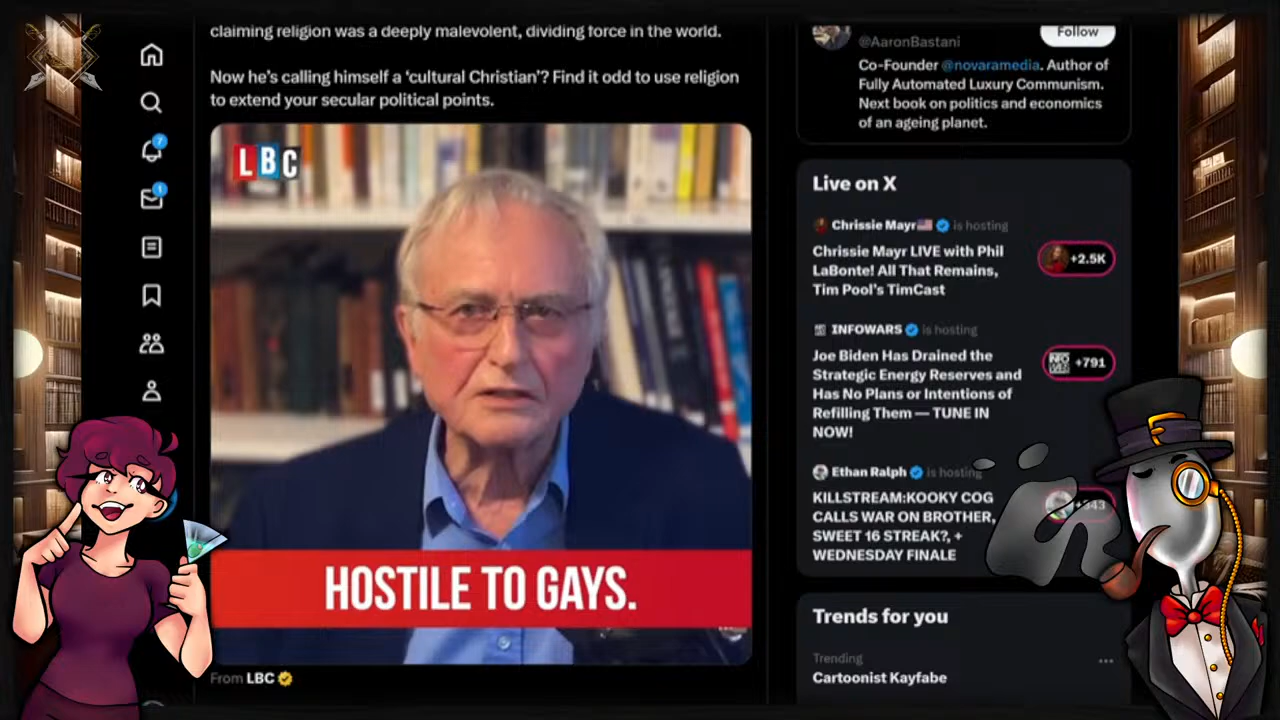 claiming religion was a deeply malevolent, dividing force in the world.
Now he's calling himself a 'cultural Christian'? Find it odd to use religion
to extend your secular political points.
LBC
HOSTILE TO GAYS.
From LBC
7
1
@AaronBastani
Follow
Co-Founder @novaramedia. Author of
Fully Automated Luxury Communism.
Next book on politics and economics
of an ageing planet.
Live on X
Chrissie Mayr is hosting
Chrissie Mayr LIVE with Phil
LaBonte! All That Remains,
Tim Pool's TimCast
+2.5K
INFOWARS is hosting
Joe Biden Has Drained the
Strategic Energy Reserves and
Has No Plans or Intentions of
Refilling Them — TUNE IN
NOW!
+791
Ethan Ralph is hosting
KILLSTREAM:KOOKY COG
CALLS WAR ON BROTHER,
SWEET 16 STREAK?, +
WEDNESDAY FINALE
Trends for you
Trending
Cartoonist Kayfabe